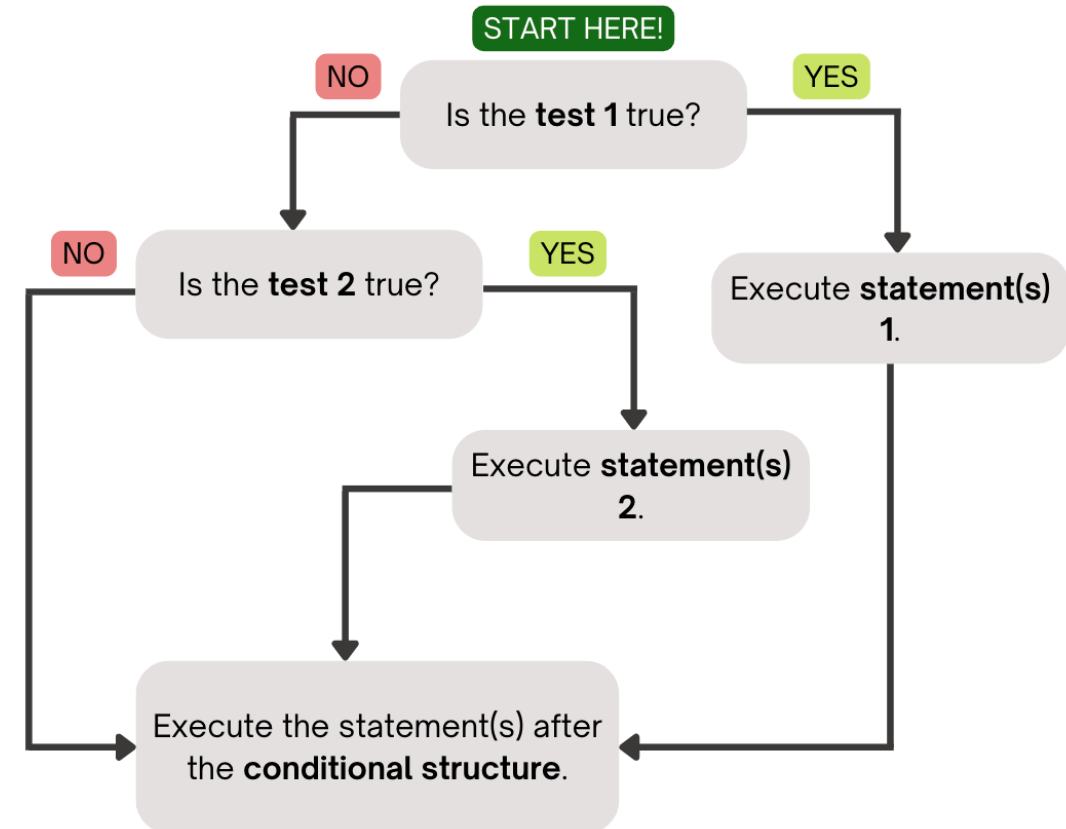 START HERE!
NO
YES
Is the test 1 true?
NO
YES
Is the test 2 true?
Execute statement(s)
1.
Execute statement(s)
2.
Execute the statement(s) after
the conditional structure.